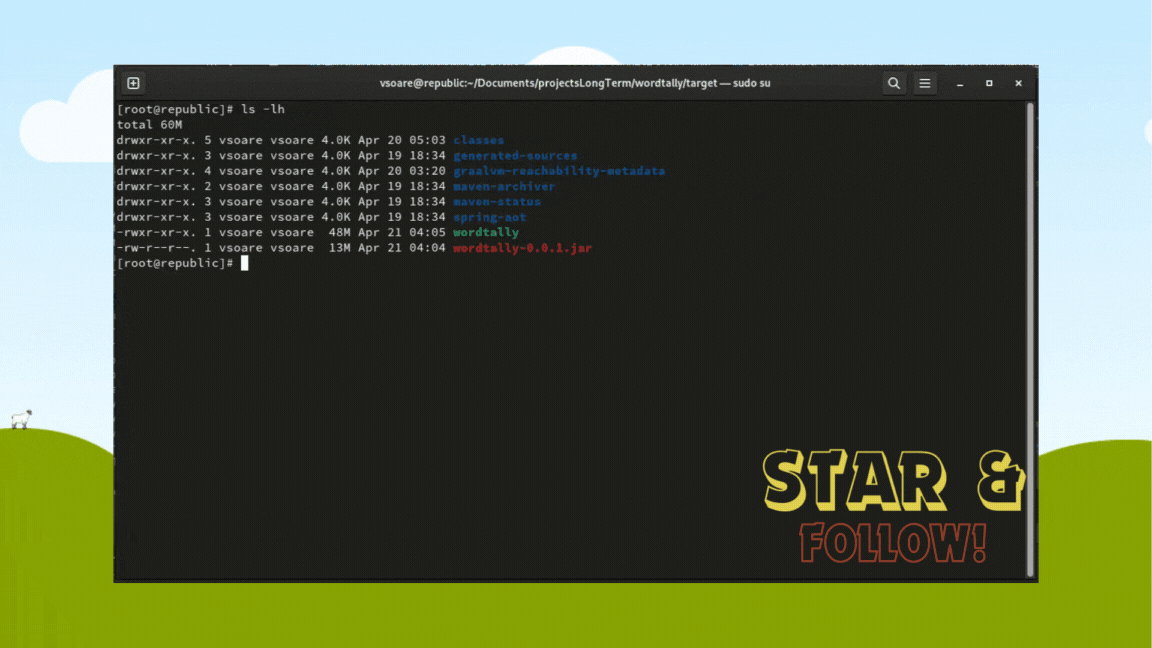 vsoare@republic:~/Documents/projectsLongTerm/wordtally/target — sudo su
[root@republic]# ls -lh
total 60M
drwxr-xr-x. 5 vsoare vsoare 4.0K Apr 20 05:03 classes
drwxr-xr-x. 3 vsoare vsoare 4.0K Apr 19 18:34 generated-sources
drwxr-xr-x. 4 vsoare vsoare 4.0K Apr 20 03:20 graalvm-reachability-metadata
drwxr-xr-x. 2 vsoare vsoare 4.0K Apr 19 18:34 maven-archiver
drwxr-xr-x. 3 vsoare vsoare 4.0K Apr 19 18:34 maven-status
drwxr-xr-x. 3 vsoare vsoare 4.0K Apr 19 18:34 spring-aot
-rwxr-xr-x. 1 vsoare vsoare  48M Apr 21 04:05 wordtally
-rw-r--r--. 1 vsoare vsoare  13M Apr 21 04:04 wordtally-0.0.1.jar
[root@republic]#
STAR &
FOLLOW!